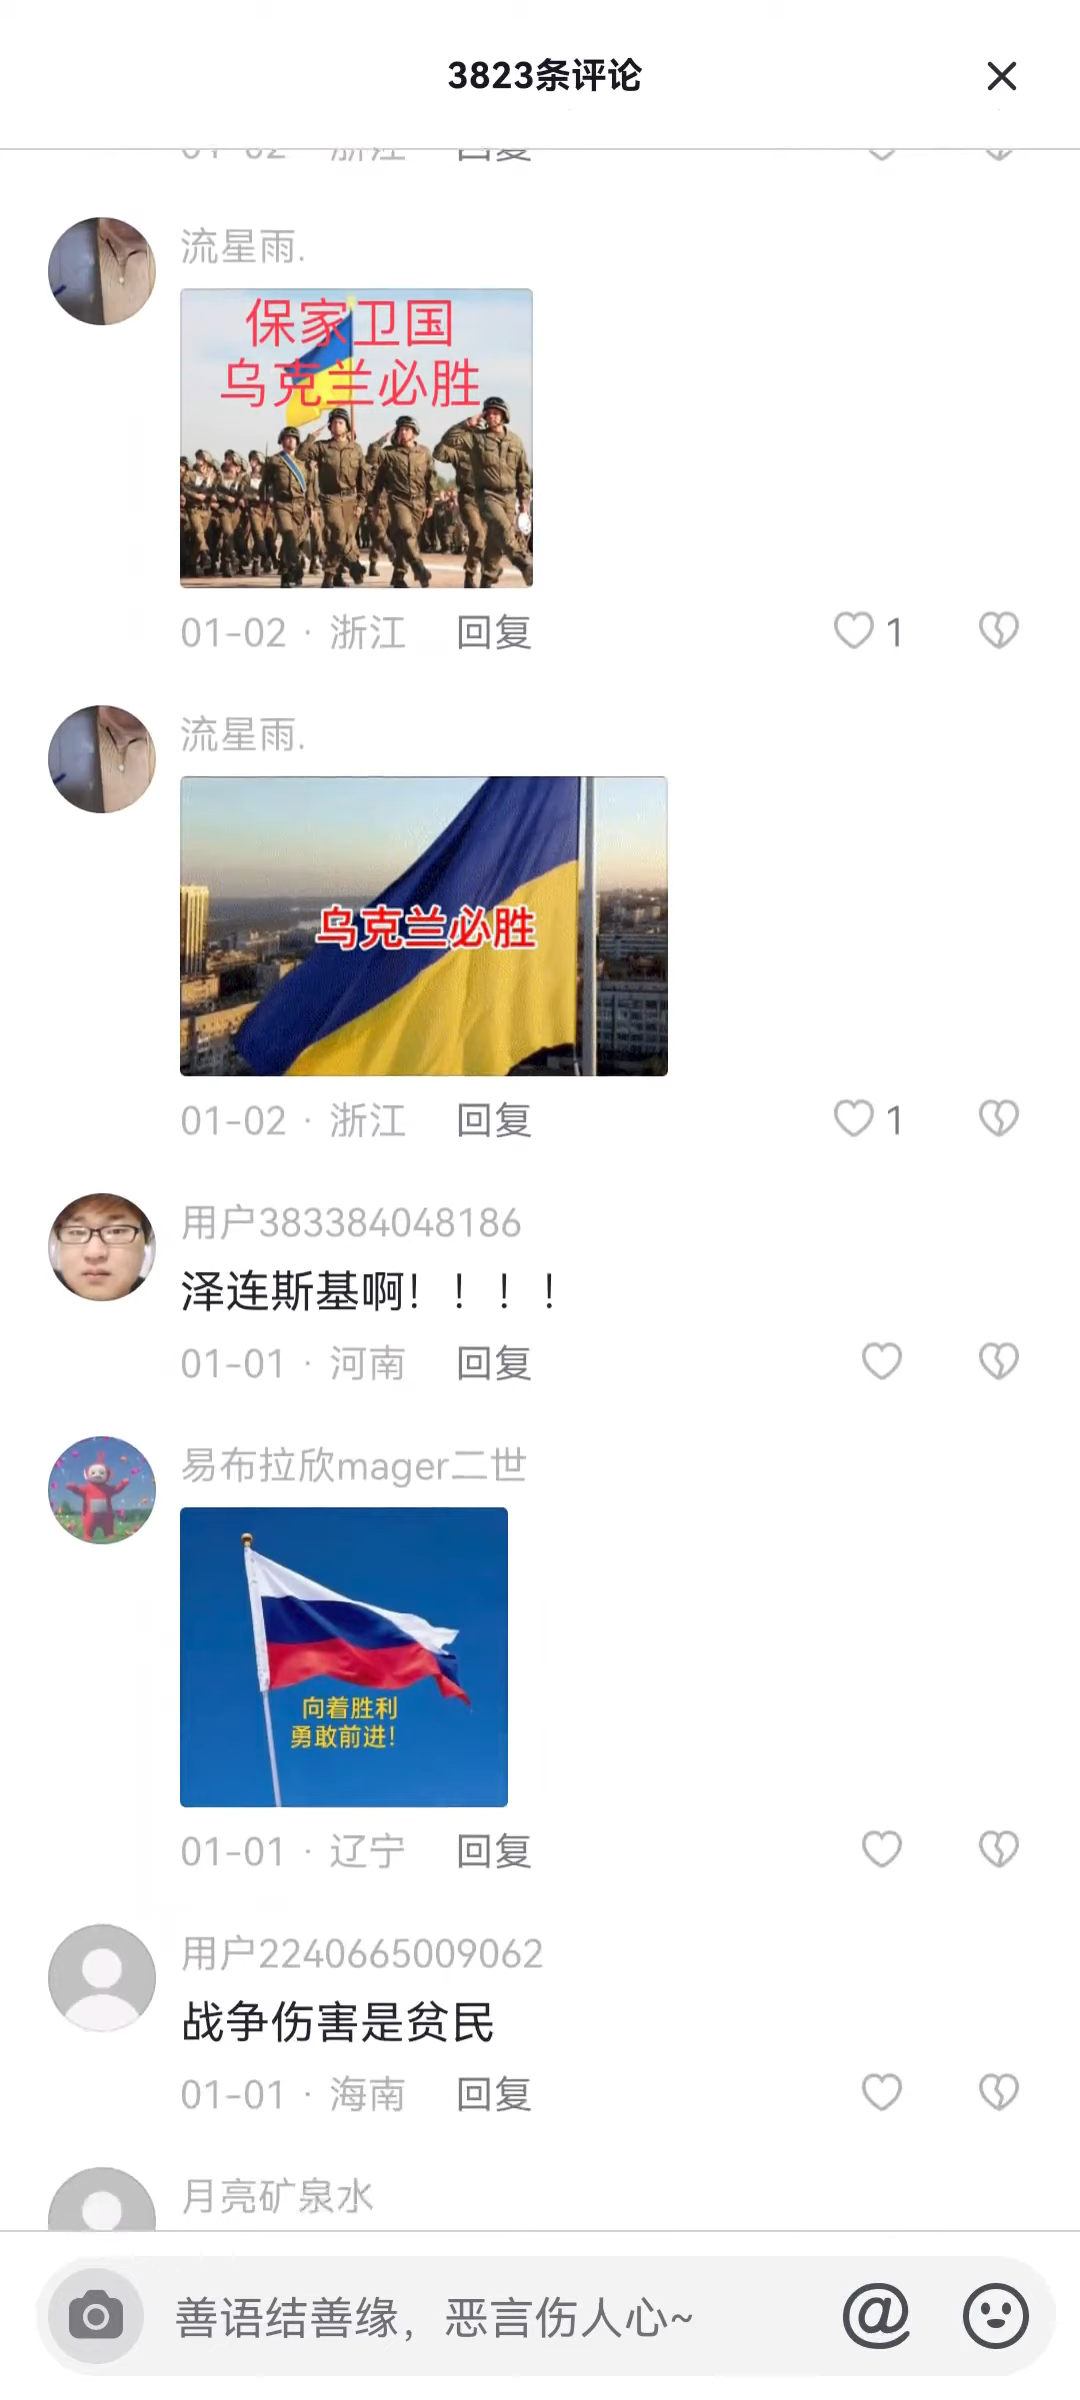 3823条评论
01-02 · 浙江 回复
流星雨.
保家卫国
乌克兰必胜
01-02 · 浙江 回复 1
流星雨.
乌克兰必胜
01-02 · 浙江 回复 1
用户383384048186
泽连斯基啊！！！！
01-01 · 河南 回复
易布拉欣mager二世
向着胜利
勇敢前进！
01-01 · 辽宁 回复
用户2240665009062
战争伤害是贫民
01-01 · 海南 回复
月亮矿泉水
善语结善缘，恶言伤人心~